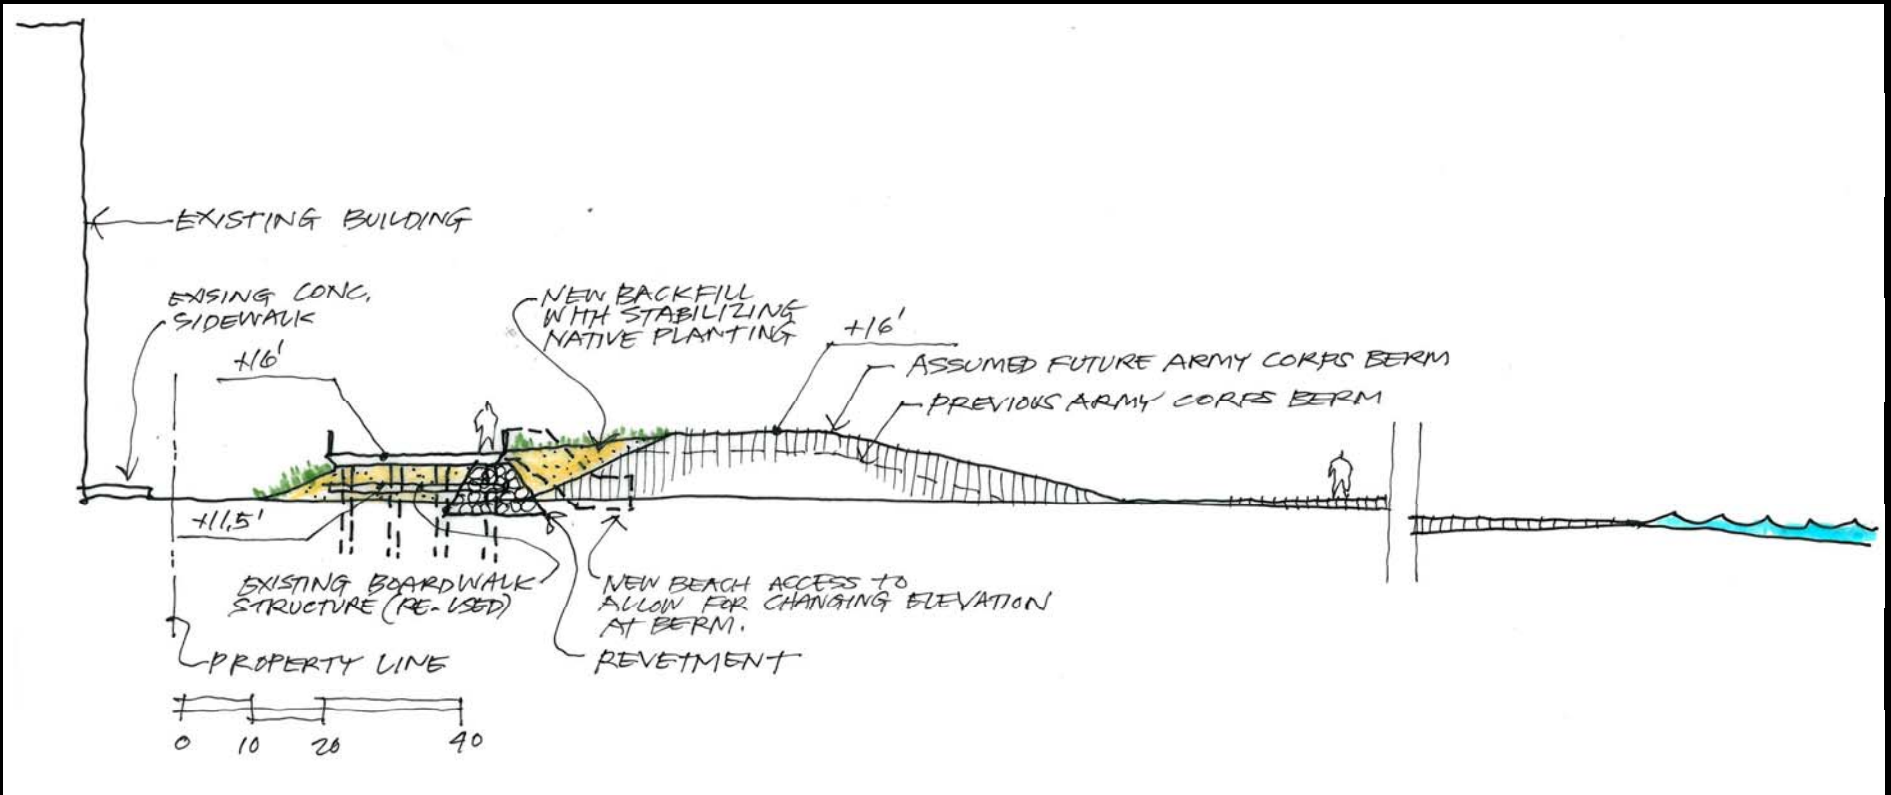 EXISTING BUILDING
EXISING CONC.
SIDEWALK
+16'
NEW BACKFILL
WITH STABILIZING
NATIVE PLANTING
+16'
ASSUMED FUTURE ARMY CORPS BERM
PREVIOUS ARMY CORPS BERM
+11.5'
EXISTING BOARDWALK
STRUCTURE (RE-USED)
NEW BEACH ACCESS TO
ALLOW FOR CHANGING ELEVATION
AT BERM.
REVETMENT
PROPERTY LINE
0 10 20 40